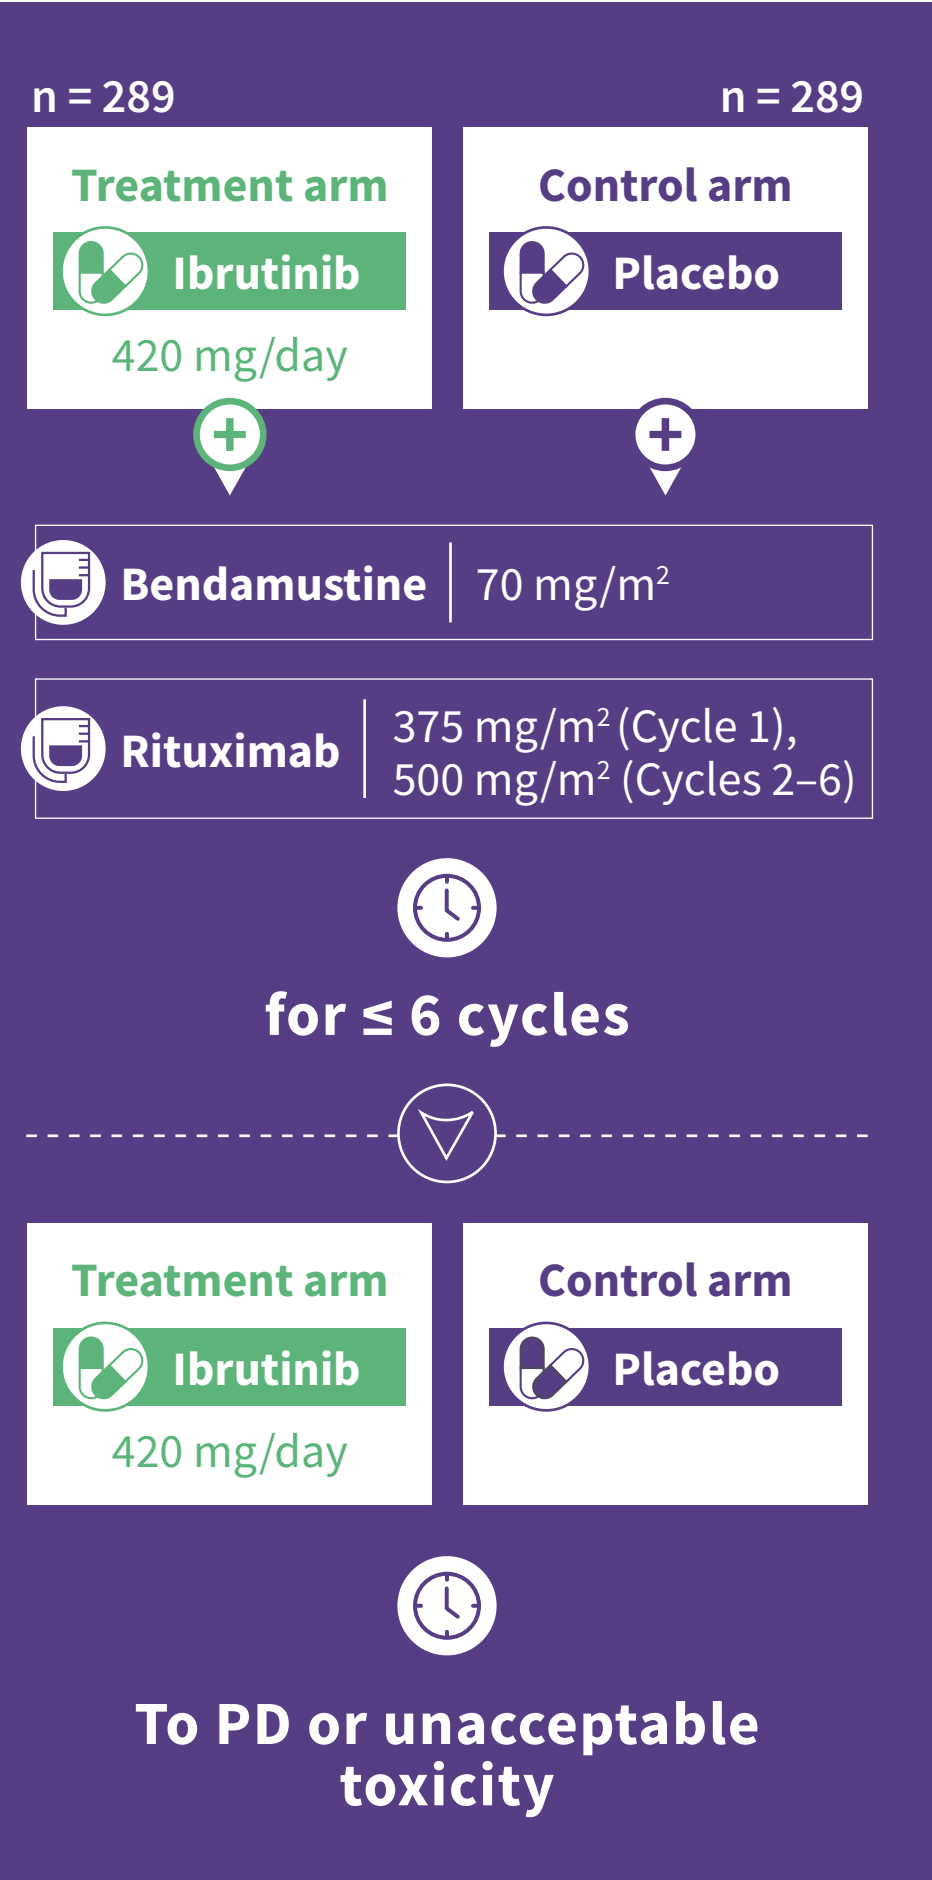 n = 289
n = 289
Treatment arm
Ibrutinib
420 mg/day
Control arm
Placebo
+
+
Bendamustine
70 mg/m²
Rituximab
375 mg/m² (Cycle 1),
500 mg/m² (Cycles 2–6)
for ≤ 6 cycles
Treatment arm
Ibrutinib
420 mg/day
Control arm
Placebo
To PD or unacceptable
toxicity